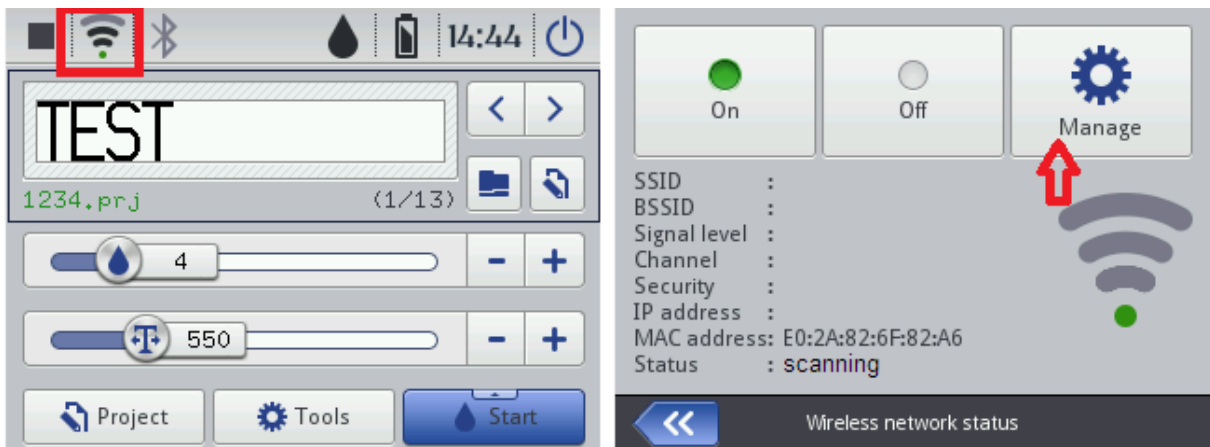 14:44
TEST
1234.prj (1/13)
4
550
Project Tools Start
On Off Manage
SSID :
BSSID :
Signal level :
Channel :
Security :
IP address :
MAC address: E0:2A:82:6F:82:A6
Status : scanning
Wireless network status